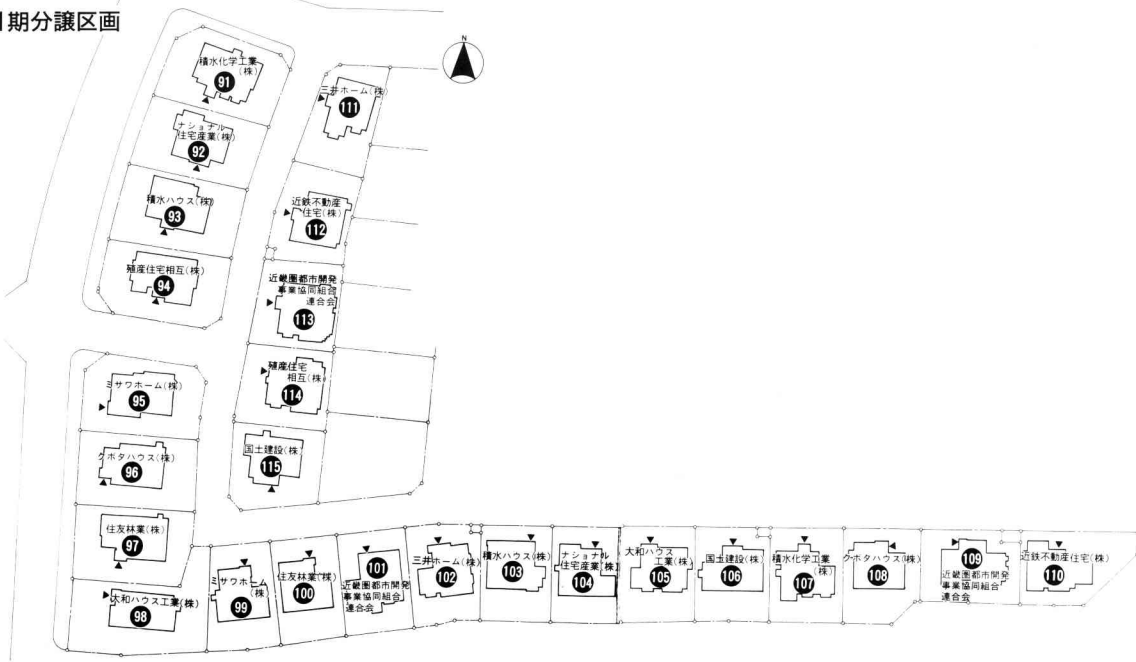 期分譲区画
N
積水化学工業
(株)
91
ナショナル
住宅産業(株)
92
積水ハウス(株)
93
殖産住宅相互(株)
94
ミサワホーム(株)
95
クボタハウス(株)
96
住友林業(株)
97
大和ハウス工業(株)
98
三井ホーム(株)
111
近鉄不動産
住宅(株)
112
近畿圏都市開発
事業協同組合
連合会
113
殖産住宅
相互(株)
114
国土建設(株)
115
ミサワホーム
(株)
99
住友林業(株)
100
101
近畿圏都市開発
事業協同組合
連合会
三井ホーム(株)
102
積水ハウス(株)
103
ナショナル
住宅産業(株)
104
大和ハウス
工業(株)
105
国土建設(株)
106
積水化学工業
(株)
107
クボタハウス(株)
108
109
近畿圏都市開発
事業協同組合
連合会
近鉄不動産住宅(株)
110